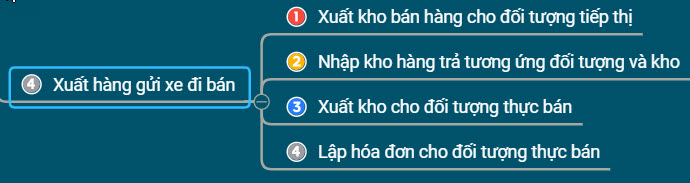 1 Xuất kho bán hàng cho đối tượng tiếp thị
2 Nhập kho hàng trả tương ứng đối tượng và kho
4 Xuất hàng gửi xe đi bán
3 Xuất kho cho đối tượng thực bán
4 Lập hóa đơn cho đối tượng thực bán